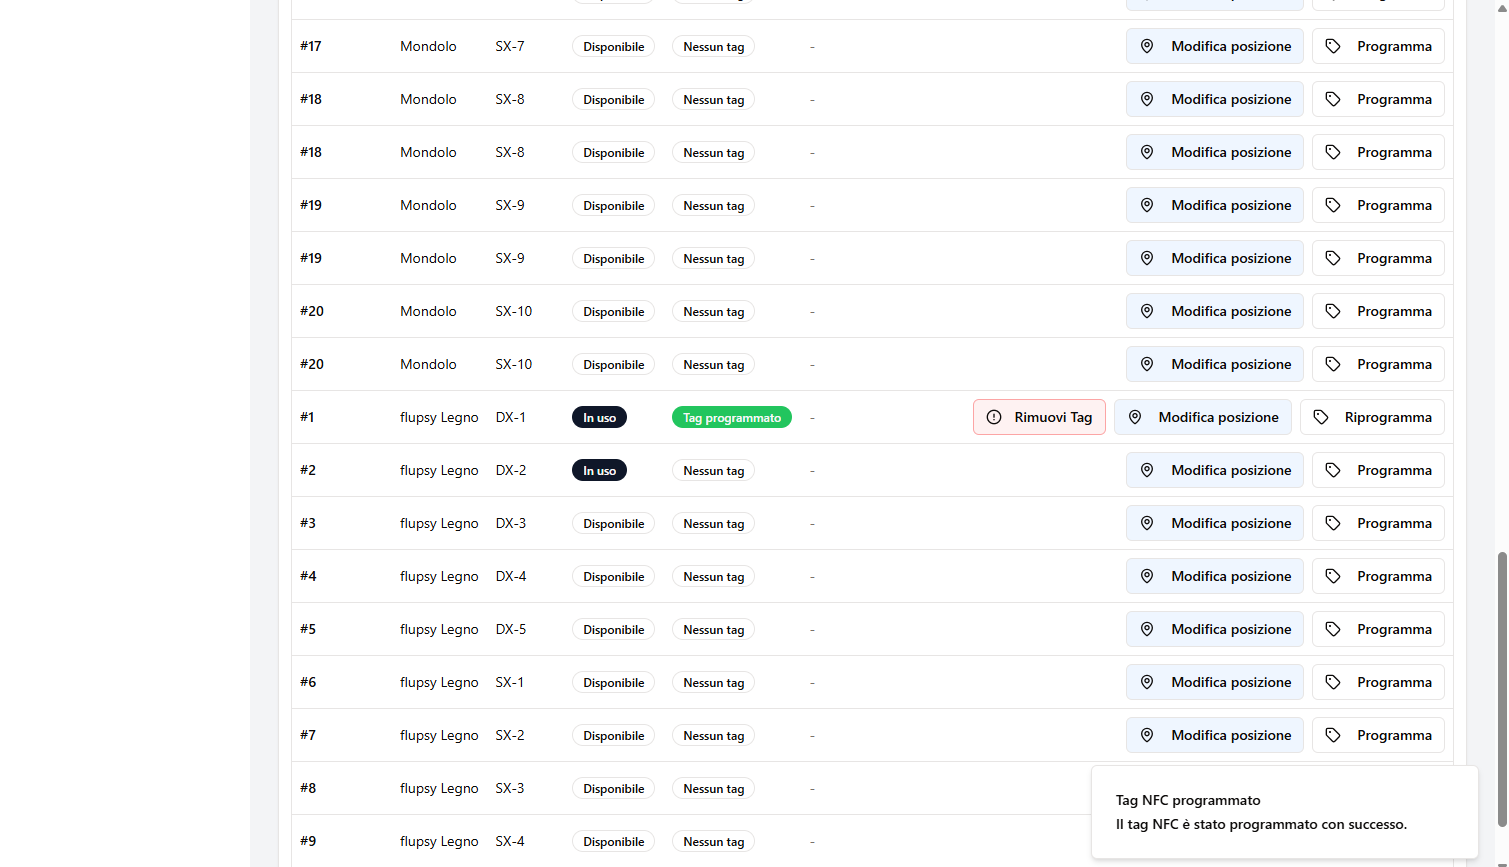 #17 Mondolo SX-7 Disponibile Nessun tag - Modifica posizione Programma
#18 Mondolo SX-8 Disponibile Nessun tag - Modifica posizione Programma
#18 Mondolo SX-8 Disponibile Nessun tag - Modifica posizione Programma
#19 Mondolo SX-9 Disponibile Nessun tag - Modifica posizione Programma
#19 Mondolo SX-9 Disponibile Nessun tag - Modifica posizione Programma
#20 Mondolo SX-10 Disponibile Nessun tag - Modifica posizione Programma
#20 Mondolo SX-10 Disponibile Nessun tag - Modifica posizione Programma
#1 flupsy Legno DX-1 In uso Tag programmato - Rimuovi Tag Modifica posizione Riprogramma
#2 flupsy Legno DX-2 In uso Nessun tag - Modifica posizione Programma
#3 flupsy Legno DX-3 Disponibile Nessun tag - Modifica posizione Programma
#4 flupsy Legno DX-4 Disponibile Nessun tag - Modifica posizione Programma
#5 flupsy Legno DX-5 Disponibile Nessun tag - Modifica posizione Programma
#6 flupsy Legno SX-1 Disponibile Nessun tag - Modifica posizione Programma
#7 flupsy Legno SX-2 Disponibile Nessun tag - Modifica posizione Programma
#8 flupsy Legno SX-3 Disponibile Nessun tag -
#9 flupsy Legno SX-4 Disponibile Nessun tag -
Tag NFC programmato
Il tag NFC è stato programmato con successo.